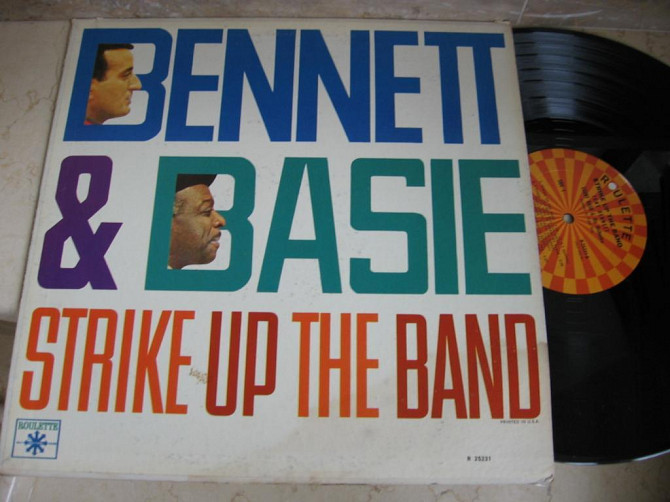 BENNETT
& BASIE
STRIKE UP THE BAND
PRINTED IN U.S.A.
ROULETTE
R 25231
ROULETTE
STRIKE UP THE BAND